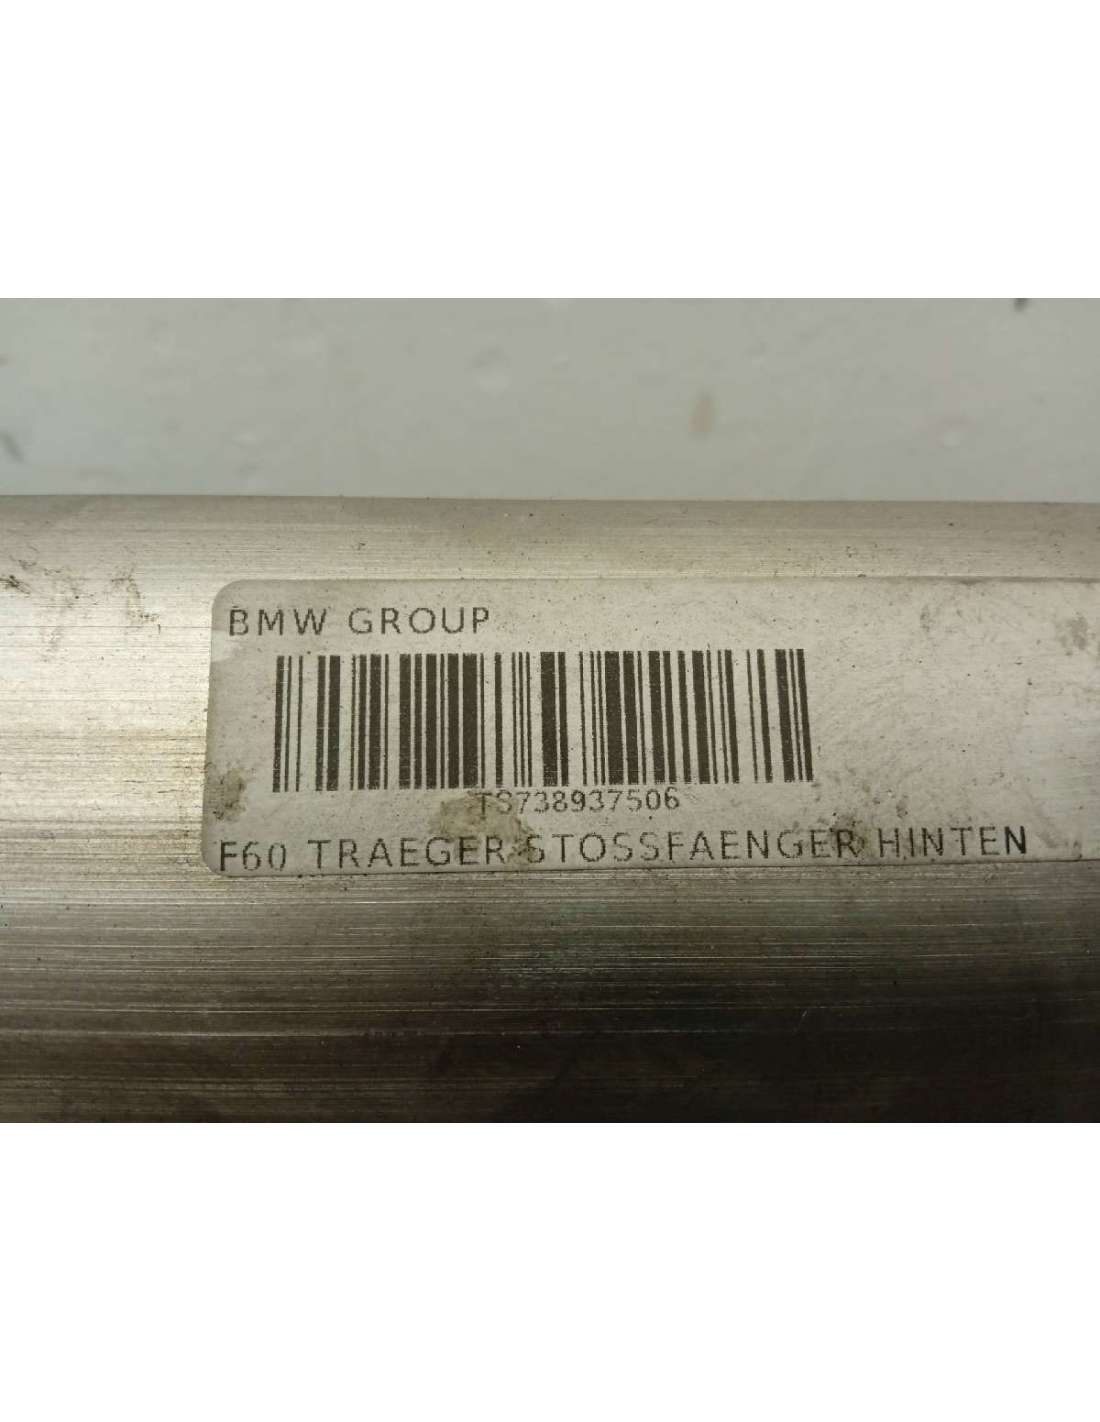 BMW GROUP
TS738937506
F60 TRAEGER STOSSFAENGER HINTEN